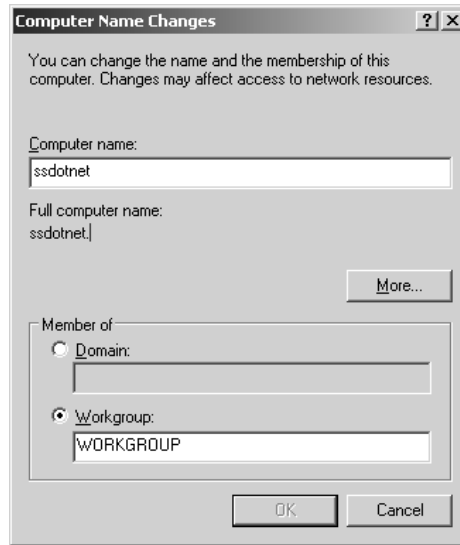 Computer Name Changes
You can change the name and the membership of this
computer. Changes may affect access to network resources.
Computer name:
ssdotnet
Full computer name:
ssdotnet.
More...
Member of
Domain:
Workgroup:
WORKGROUP
OK
Cancel